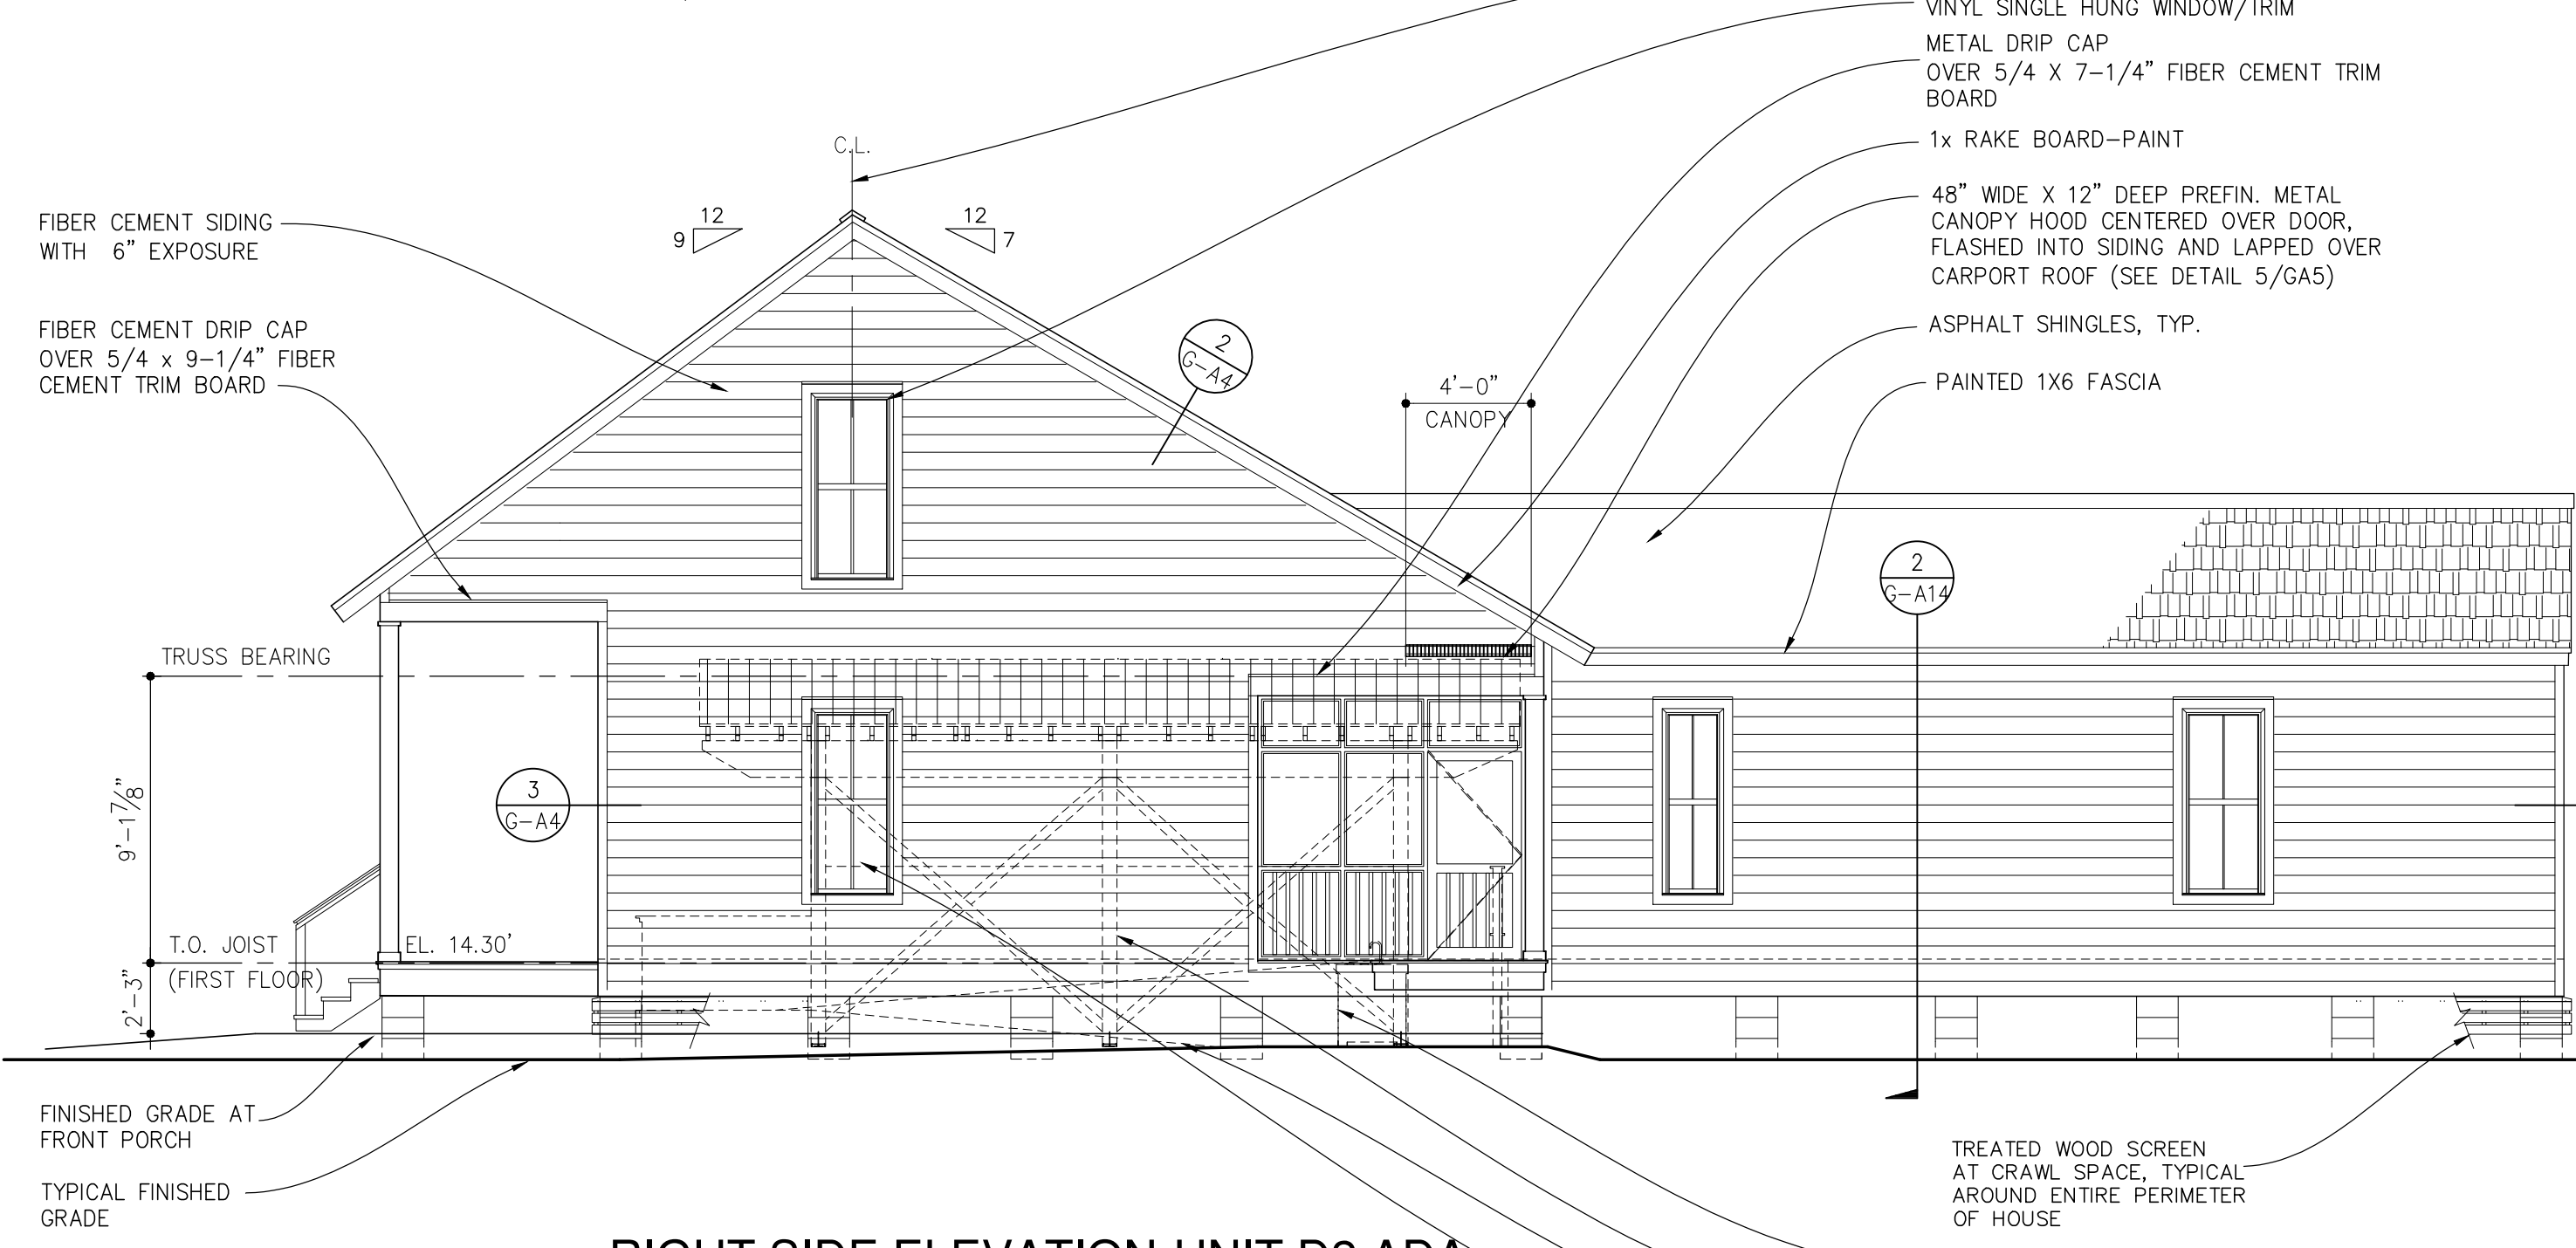 VINYL SINGLE HUNG WINDOW/TRIM
METAL DRIP CAP
OVER 5/4 X 7-1/4" FIBER CEMENT TRIM
BOARD
1x RAKE BOARD-PAINT
48" WIDE X 12" DEEP PREFIN. METAL
CANOPY HOOD CENTERED OVER DOOR,
FLASHED INTO SIDING AND LAPPED OVER
CARPORT ROOF (SEE DETAIL 5/GA5)
ASPHALT SHINGLES, TYP.
PAINTED 1X6 FASCIA
C.L.
12
9
12
7
FIBER CEMENT SIDING
WITH 6" EXPOSURE
FIBER CEMENT DRIP CAP
OVER 5/4 x 9-1/4" FIBER
CEMENT TRIM BOARD
2
G-A4
4'-0"
CANOPY
2
G-A14
TRUSS BEARING
9'-1 7/8"
3
G-A4
T.O. JOIST
(FIRST FLOOR)
EL. 14.30'
2'-3"
FINISHED GRADE AT
FRONT PORCH
TYPICAL FINISHED
GRADE
TREATED WOOD SCREEN
AT CRAWL SPACE, TYPICAL
AROUND ENTIRE PERIMETER
OF HOUSE
RIGHT SIDE ELEVATION UNIT D2 ADA